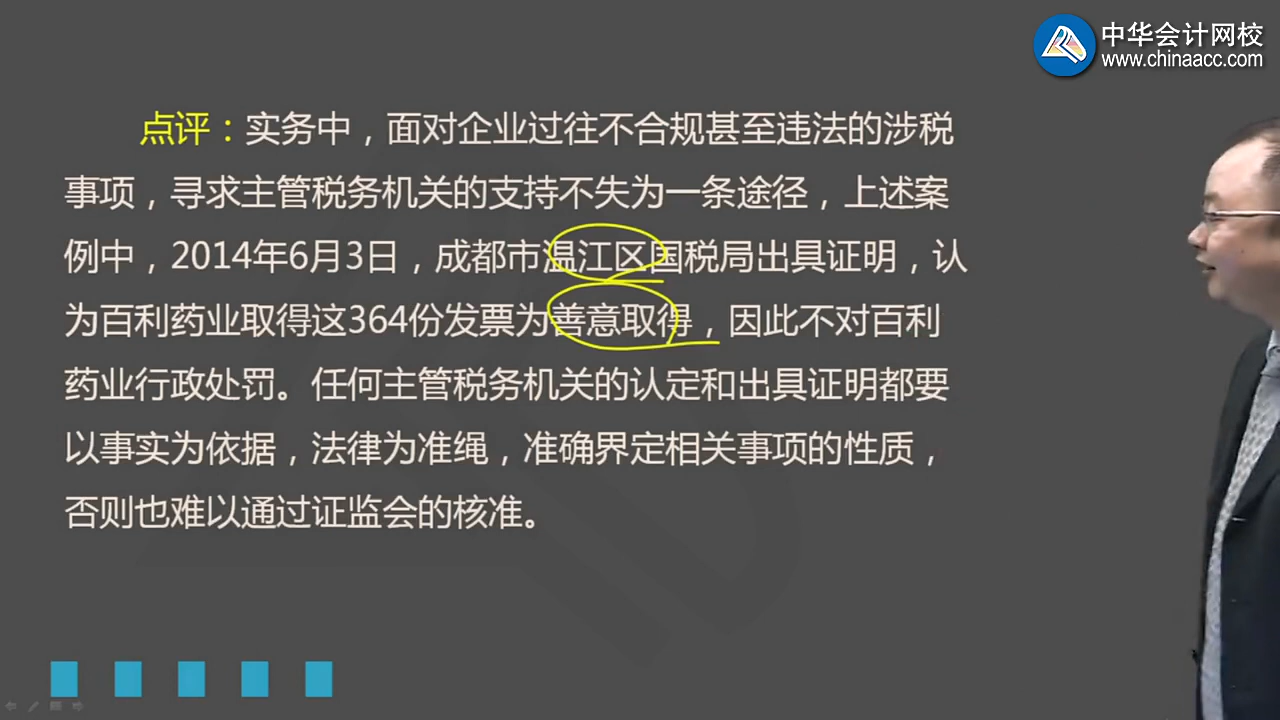 中华会计网校
www.chinaacc.com
点评：实务中，面对企业过往不合规甚至违法的涉税
事项，寻求主管税务机关的支持不失为一条途径，上述案
例中，2014年6月3日，成都市温江区国税局出具证明，认
为百利药业取得这364份发票为善意取得，因此不对百利
药业行政处罚。任何主管税务机关的认定和出具证明都要
以事实为依据，法律为准绳，准确界定相关事项的性质，
否则也难以通过证监会的核准。